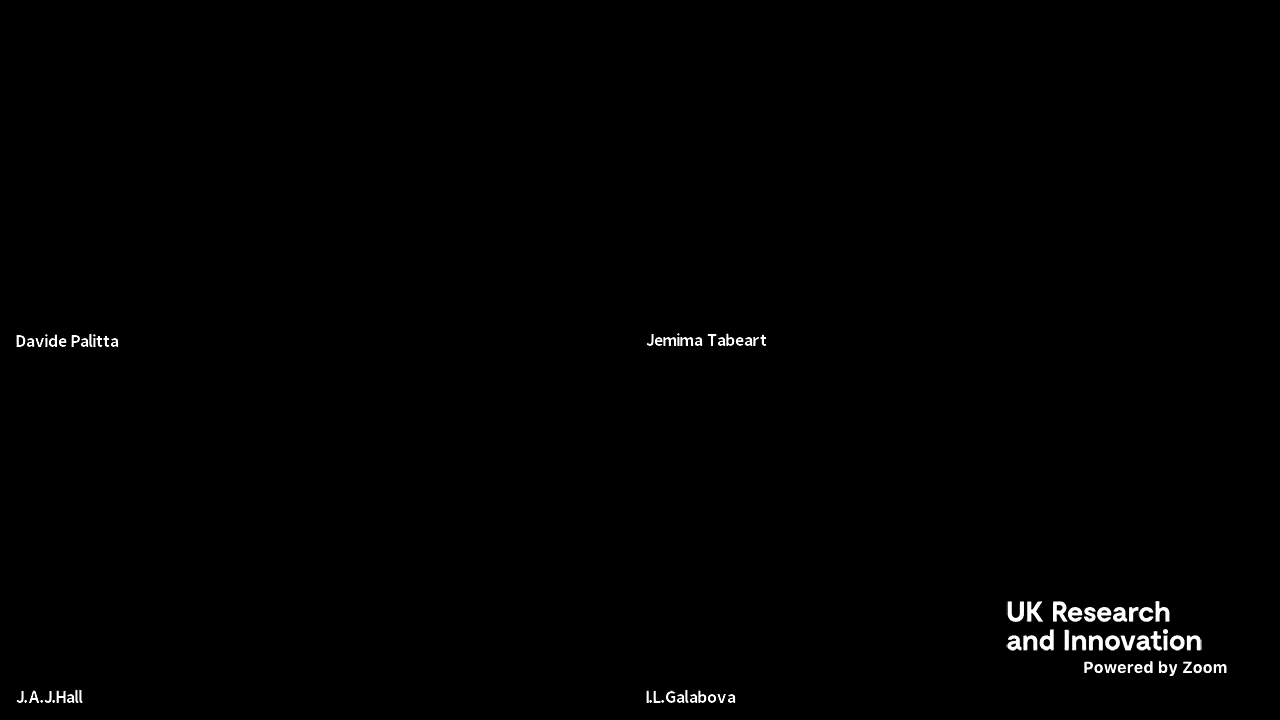 Davide Palitta
Jemima Tabeart
UK Research
and Innovation
Powered by Zoom
J.A.J.Hall
I.L.Galabova